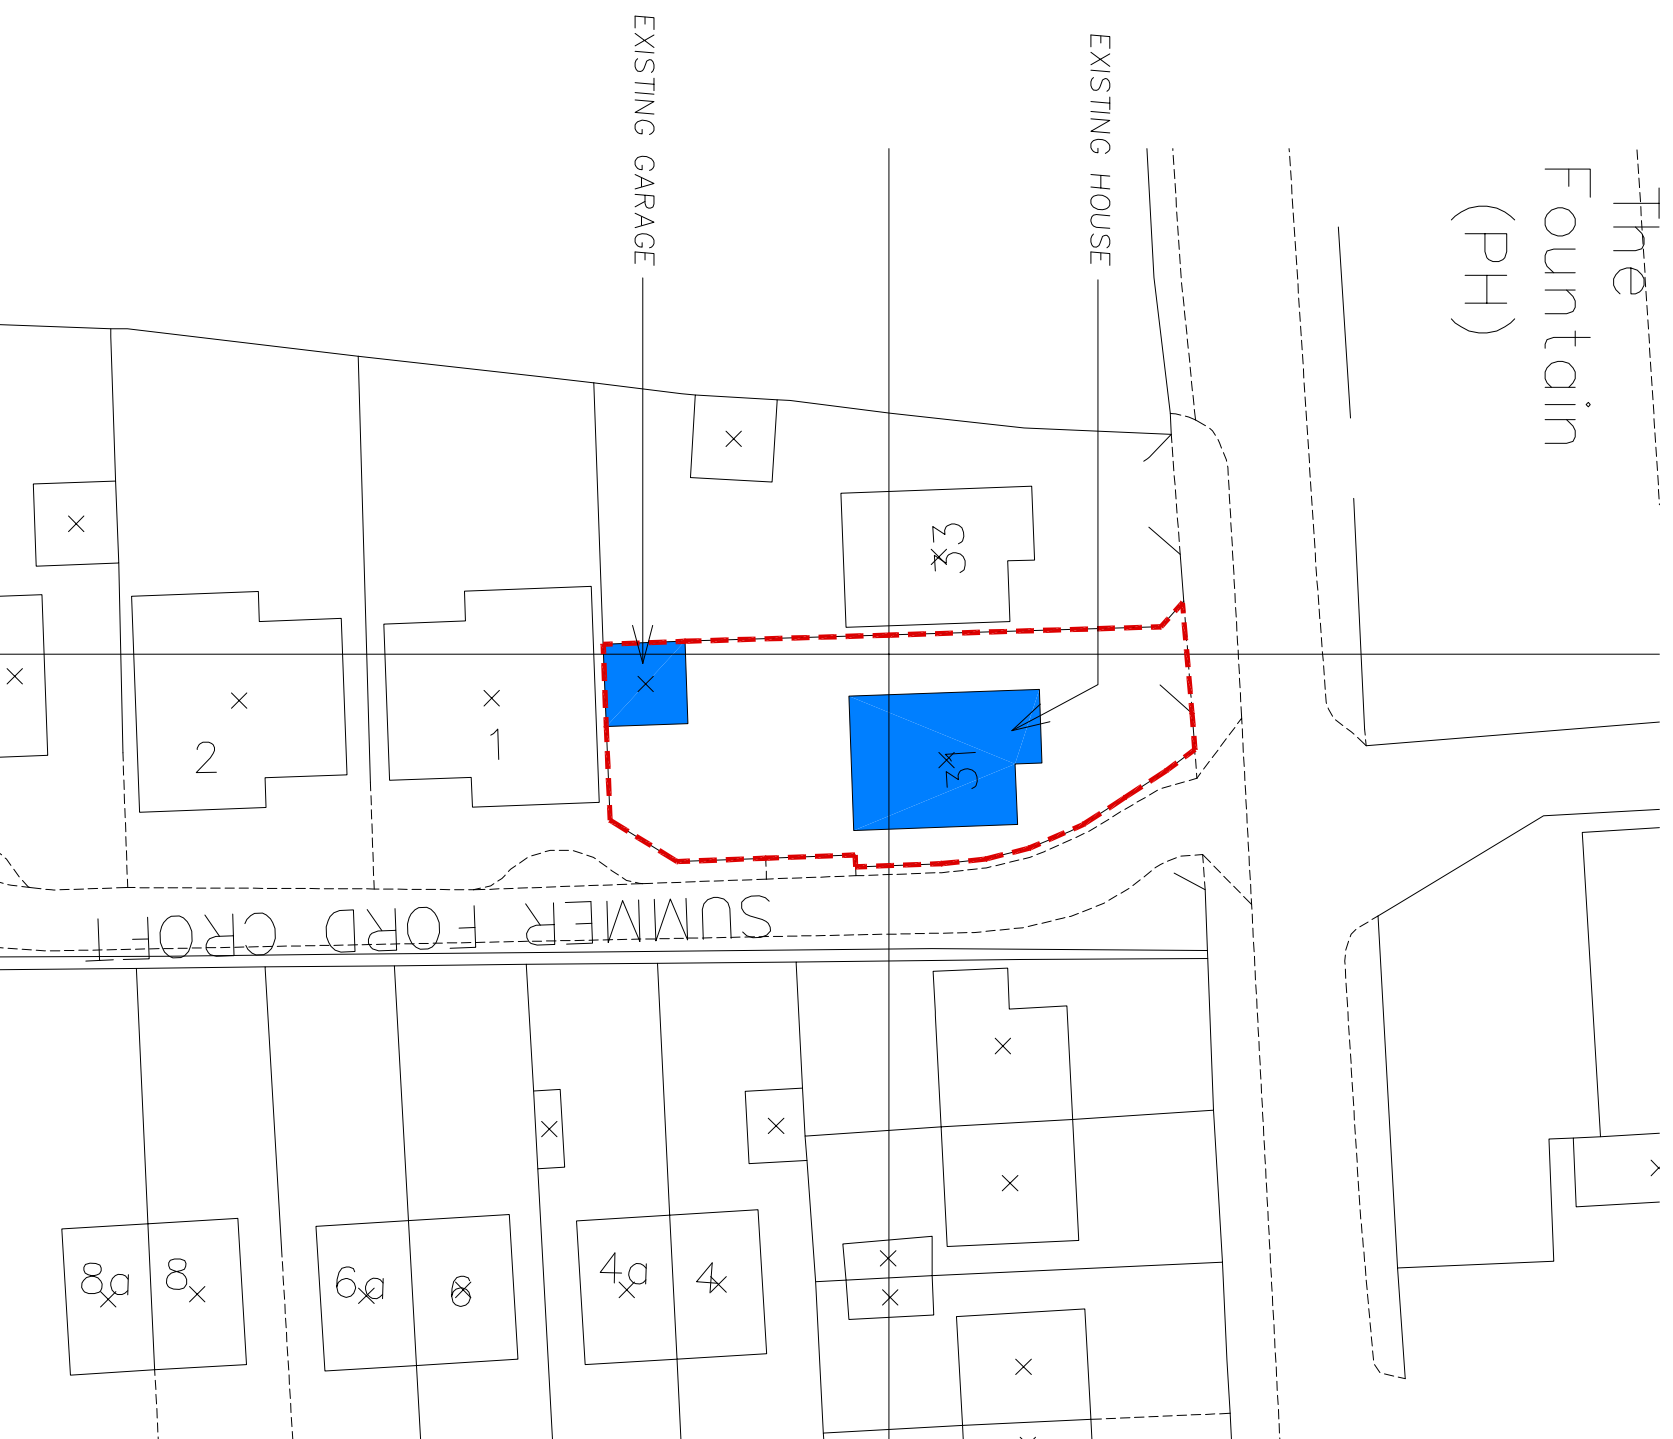 EXISTING GARAGE
EXISTING HOUSE
The
Fountain
(PH)
33
31
2
1
SUMMER FORD CROFT
8a
8
6a
6
4a
4